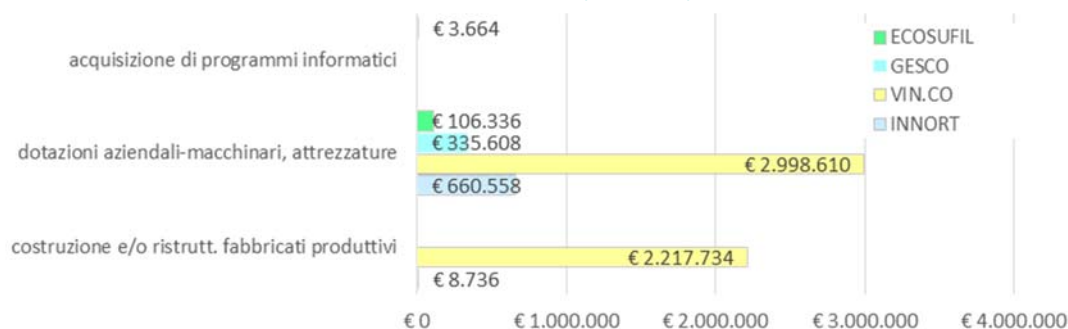 € 3.664
acquisizione di programmi informatici
ECOSUFIL
GESCO
VIN.CO
INNORT
€ 106.336
€ 335.608
dotazioni aziendali-macchinari, attrezzature
€ 2.998.610
€ 660.558
costruzione e/o ristrutt. fabbricati produttivi
€ 2.217.734
€ 8.736
€ 0 € 1.000.000 € 2.000.000 € 3.000.000 € 4.000.000